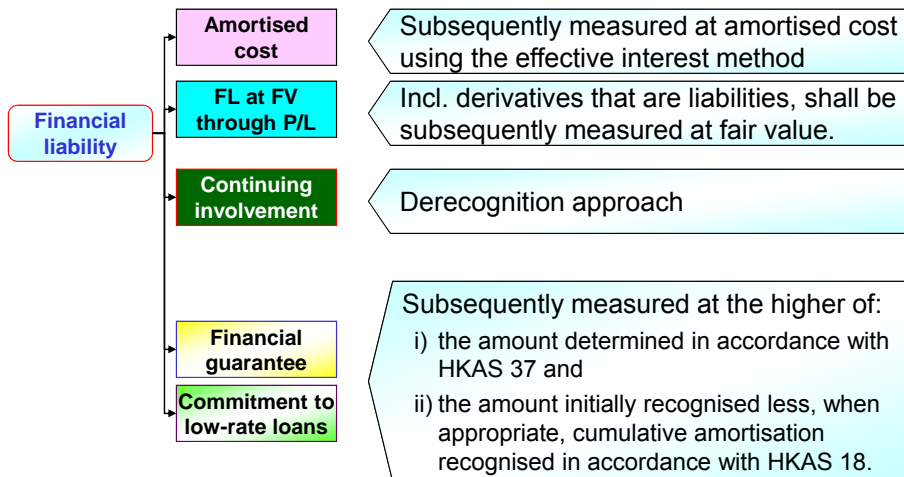 Financial
liability
Amortised
cost
Subsequently measured at amortised cost
using the effective interest method
FL at FV
through P/L
Incl. derivatives that are liabilities, shall be
subsequently measured at fair value.
Continuing
involvement
Derecognition approach
Financial
guarantee
Commitment to
low-rate loans
Subsequently measured at the higher of:
i) the amount determined in accordance with
HKAS 37 and
ii) the amount initially recognised less, when
appropriate, cumulative amortisation
recognised in accordance with HKAS 18.